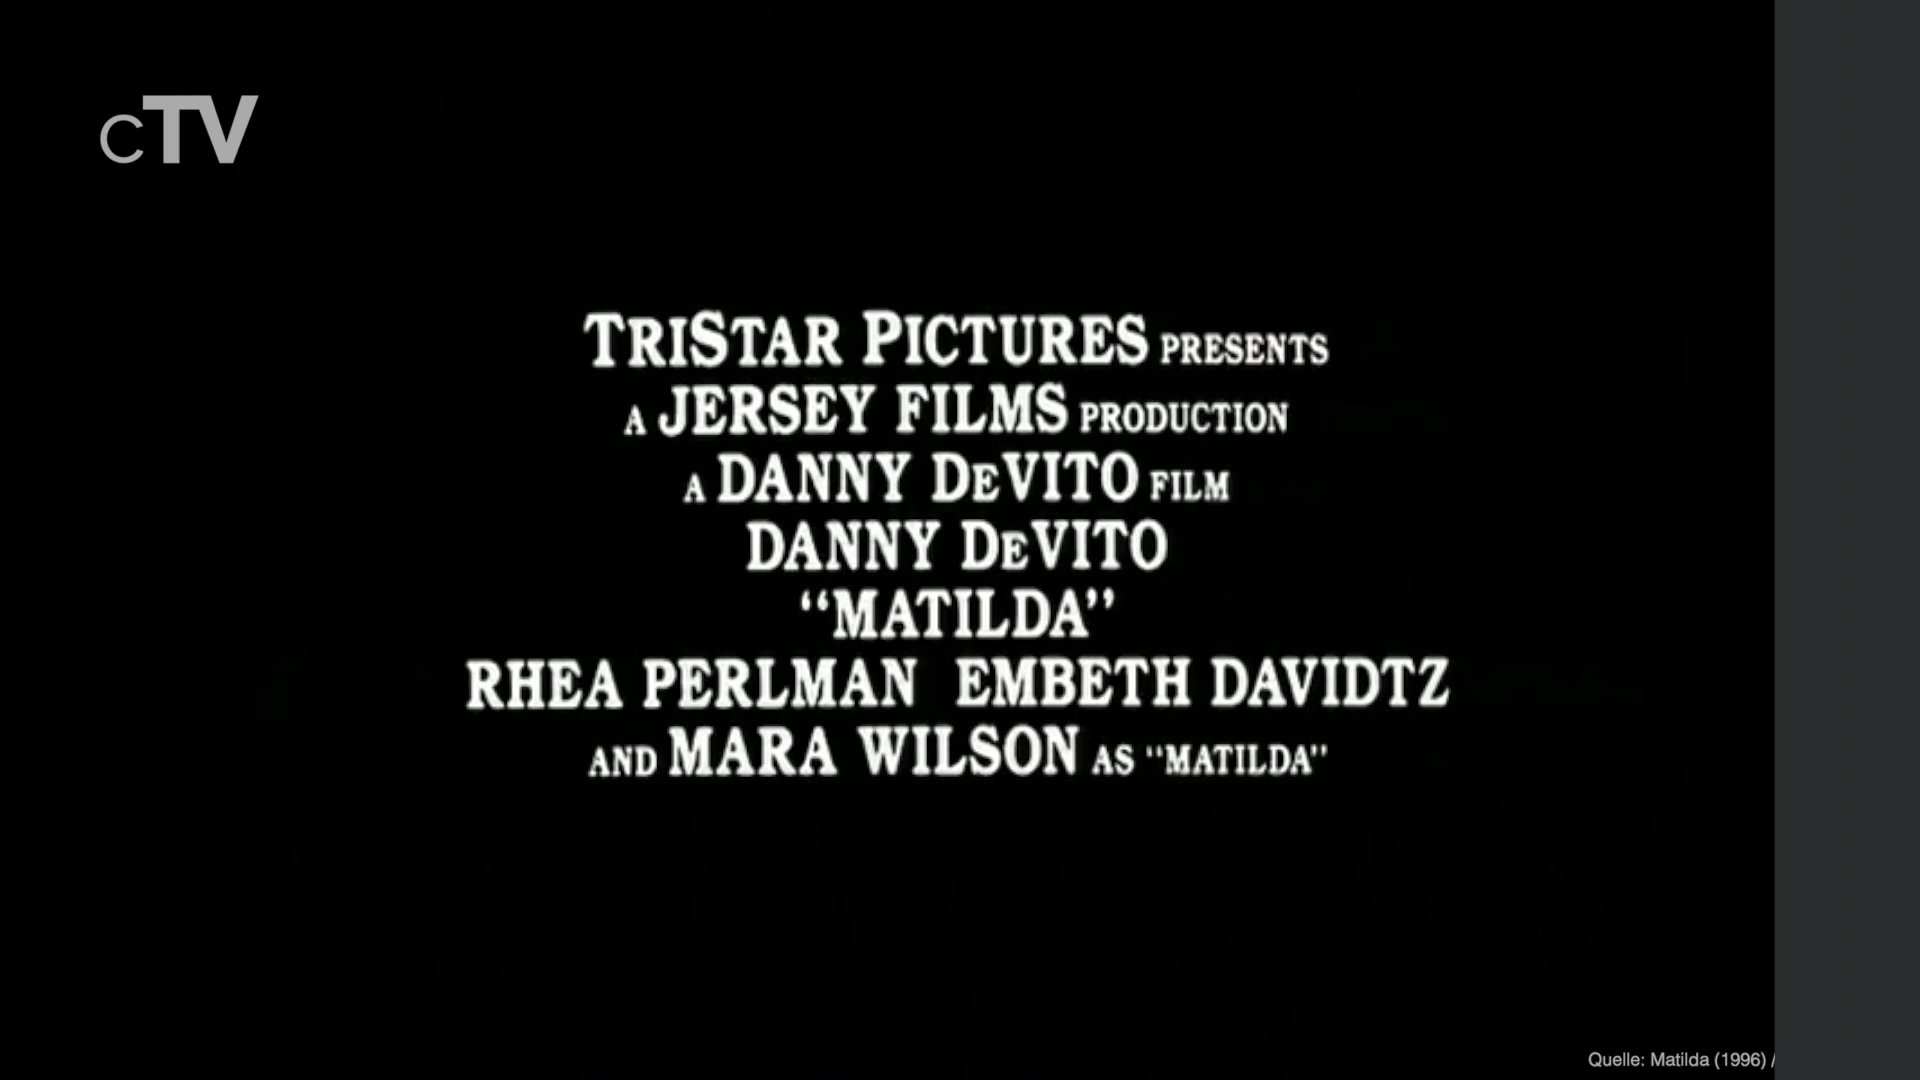 cTV
TRISTAR PICTURES PRESENTS
A JERSEY FILMS PRODUCTION
A DANNY DEVITO FILM
DANNY DEVITO
“MATILDA”
RHEA PERLMAN EMBETH DAVIDTZ
AND MARA WILSON AS "MATILDA"
Quelle: Matilda (1996) /